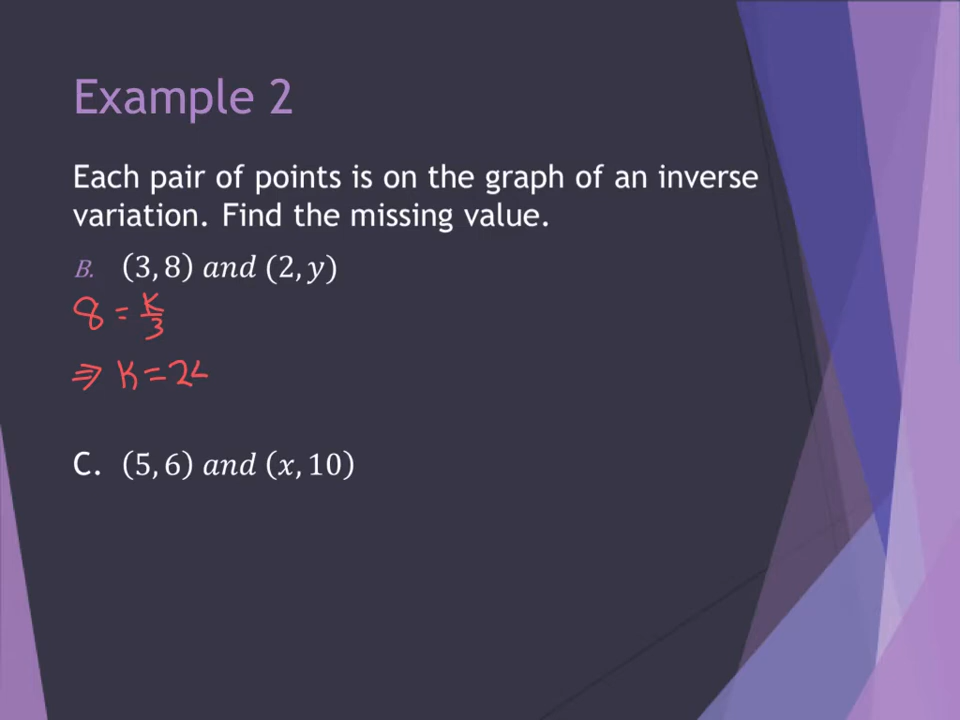 Example 2
Each pair of points is on the graph of an inverse
variation. Find the missing value.
B. (3, 8) and (2, y)
8 = K/3
⇒ K = 24
C. (5, 6) and (x, 10)